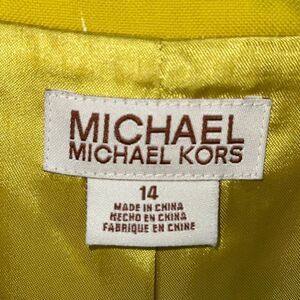 MICHAEL
MICHAEL KORS
14
MADE IN CHINA
HECHO EN CHINA
FABRIQUE EN CHINE